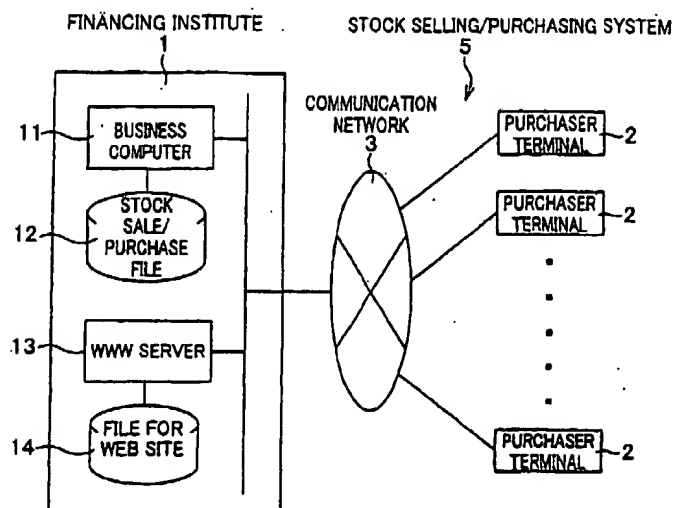 FINANCING INSTITUTE
1
STOCK SELLING/PURCHASING SYSTEM
5
COMMUNICATION
NETWORK
3
11
BUSINESS
COMPUTER
12
STOCK
SALE/
PURCHASE
FILE
13
WWW SERVER
14
FILE FOR
WEB SITE
PURCHASER
TERMINAL
2
PURCHASER
TERMINAL
2
PURCHASER
TERMINAL
2